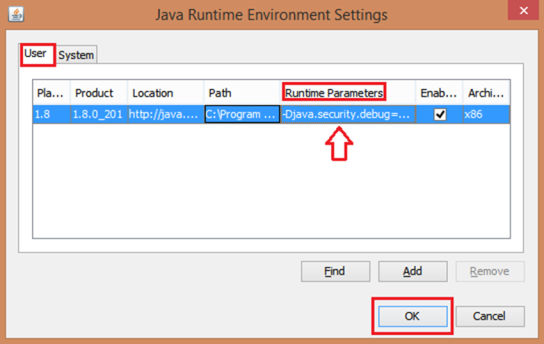 Java Runtime Environment Settings
User System
Pla... Product Location Path Runtime Parameters Enab... Archi...
1.8 1.8.0_201 http://java.... C:\Program ... -Djava.security.debug=... x86
Find Add Remove
OK Cancel